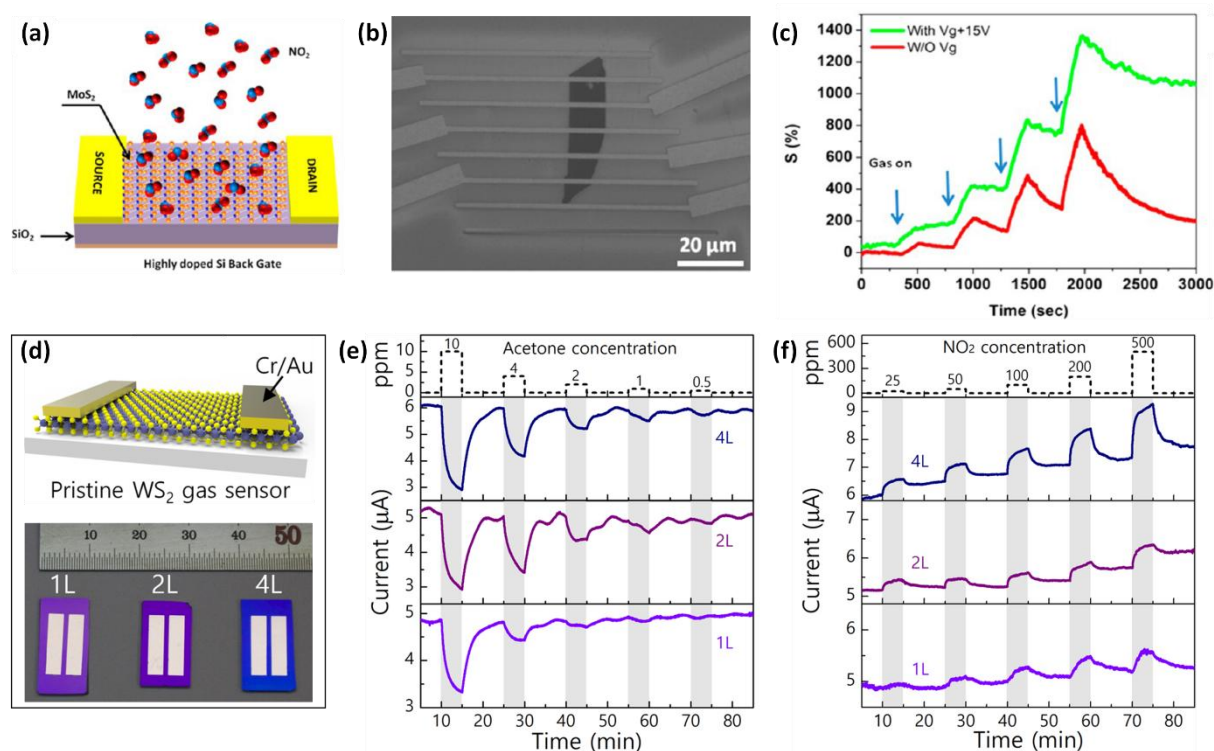 (a)
NO₂
MoS₂
SOURCE
DRAIN
SiO₂
Highly doped Si Back Gate
(b)
20 µm
(c)
With Vg+15V
W/O Vg
Gas on
S (%)
1400
1200
1000
800
600
400
200
0
0 500 1000 1500 2000 2500 3000
Time (sec)
(d)
Cr/Au
Pristine WS₂ gas sensor
10 20 30 40 50
1L 2L 4L
(e)
Acetone concentration
ppm
10
5
0
10 4 2 1 0.5
Current (µA)
6
5
4
3
4L
5
4
3
2L
5
4
3
1L
10 20 30 40 50 60 70 80
Time (min)
(f)
NO₂ concentration
ppm
600
300
0
25 50 100 200 500
Current (µA)
9
8
7
6
4L
7
6
5
2L
6
5
1L
10 20 30 40 50 60 70 80
Time (min)